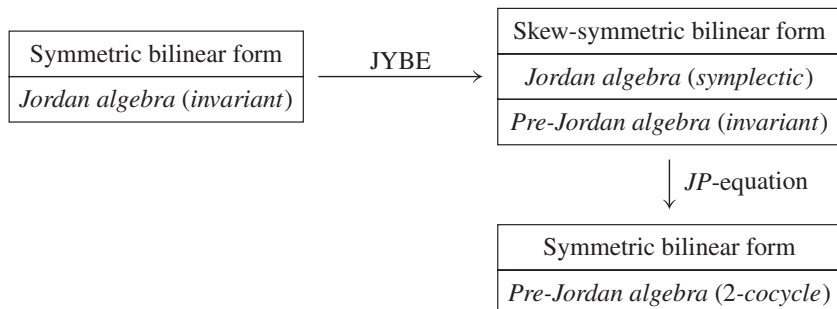 Skew-symmetric bilinear form
Symmetric bilinear form
JYBE
Jordan algebra (symplectic)
Jordan algebra (invariant)
Pre-Jordan algebra (invariant)
JP-equation
Symmetric bilinear form
Pre-Jordan algebra (2-cocycle)